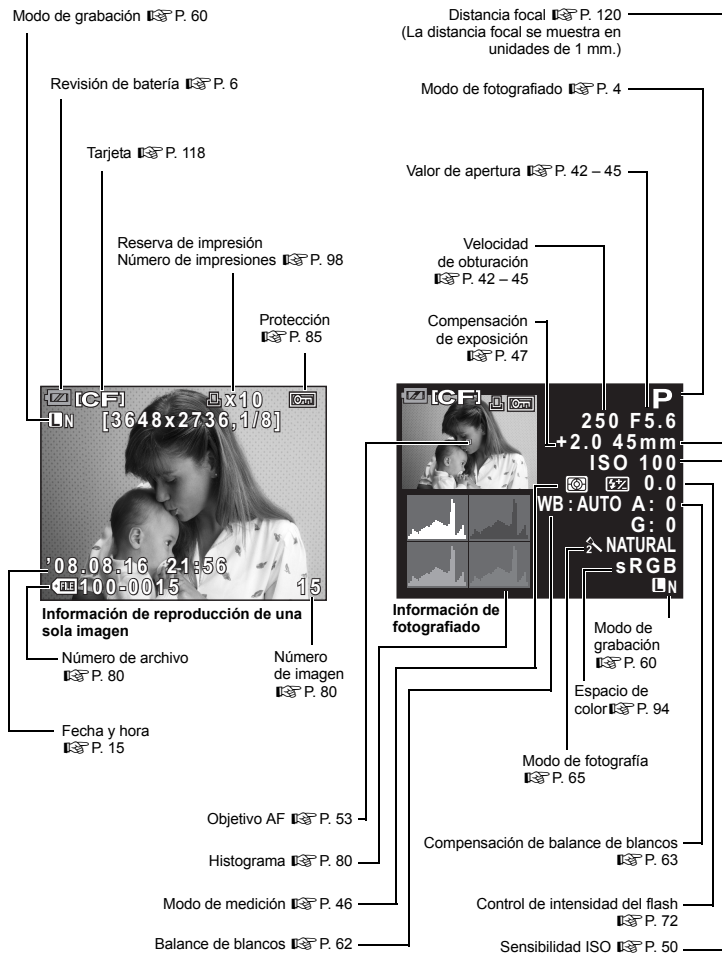 Modo de grabación ☞ P. 60
Revisión de batería ☞ P. 6
Tarjeta ☞ P. 118
Reserva de impresión
Número de impresiones ☞ P. 98
Protección
☞ P. 85
[CF] x10
LN [3648x2736,1/8]
'08.08.16 21:56
FILE 100-0015 15
Información de reproducción de una
sola imagen
Número de archivo
☞ P. 80
Número
de imagen
☞ P. 80
Fecha y hora
☞ P. 15
Distancia focal ☞ P. 120
(La distancia focal se muestra en
unidades de 1 mm.)
Modo de fotografiado ☞ P. 4
Valor de apertura ☞ P. 42 – 45
Velocidad
de obturación
☞ P. 42 – 45
Compensación
de exposición
☞ P. 47
[CF] P
250 F5.6
+2.0 45mm
ISO 100
0.0
WB : AUTO A : 0
G : 0
2 NATURAL
sRGB
LN
Información de
fotografiado
Modo de
grabación
☞ P. 60
Espacio de
color ☞ P. 94
Modo de fotografía
☞ P. 65
Objetivo AF ☞ P. 53
Histograma ☞ P. 80
Modo de medición ☞ P. 46
Balance de blancos ☞ P. 62
Compensación de balance de blancos
☞ P. 63
Control de intensidad del flash
☞ P. 72
Sensibilidad ISO ☞ P. 50